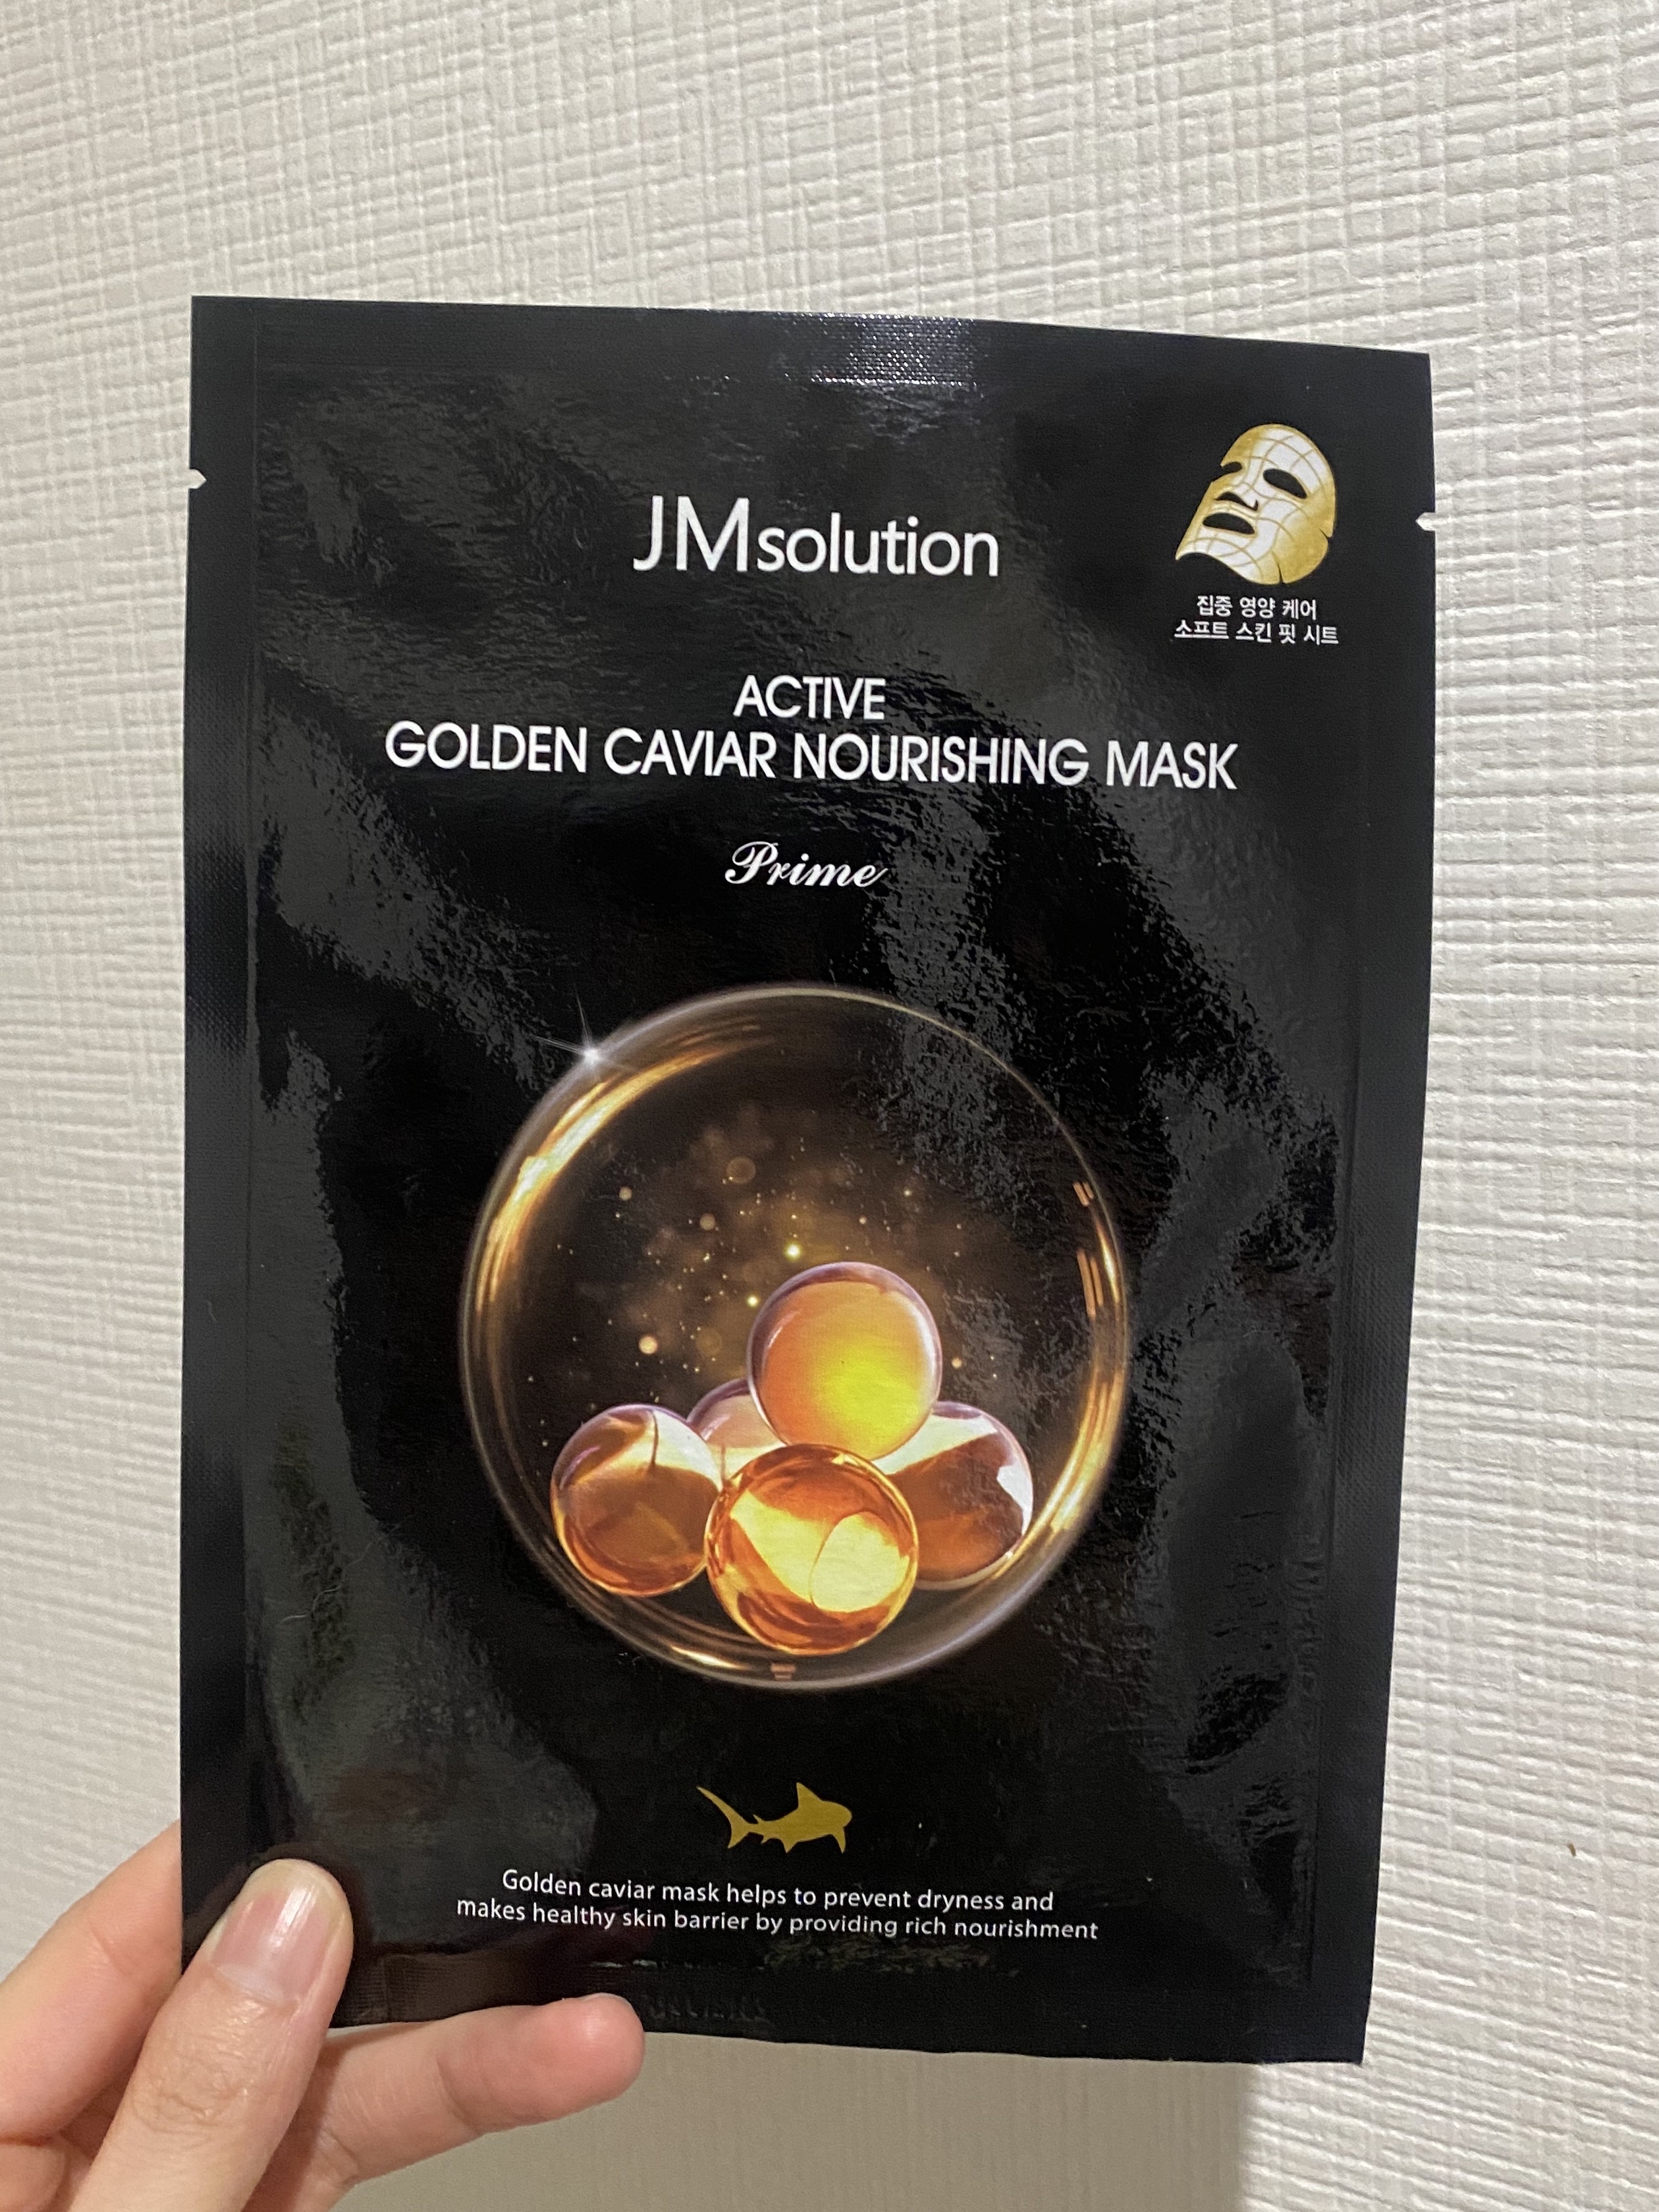 JMsolution
집중 영양 케어
소프트 스킨 핏 시트
ACTIVE
GOLDEN CAVIAR NOURISHING MASK
Prime
Golden caviar mask helps to prevent dryness and
makes healthy skin barrier by providing rich nourishment